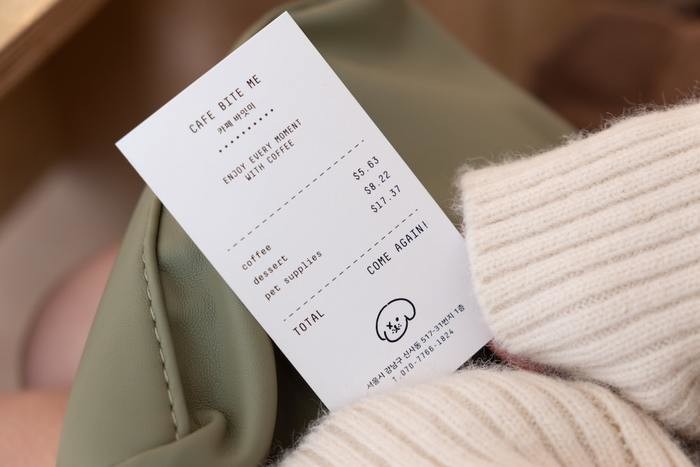 CAFE BITE ME
카페 바잇미
ENJOY EVERY MOMENT
WITH COFFEE
coffee $5.63
dessert $8.22
pet supplies $17.37
TOTAL COME AGAIN!
서울시 강남구 신사동 517-31번지 1층
T. 070-7766-1824